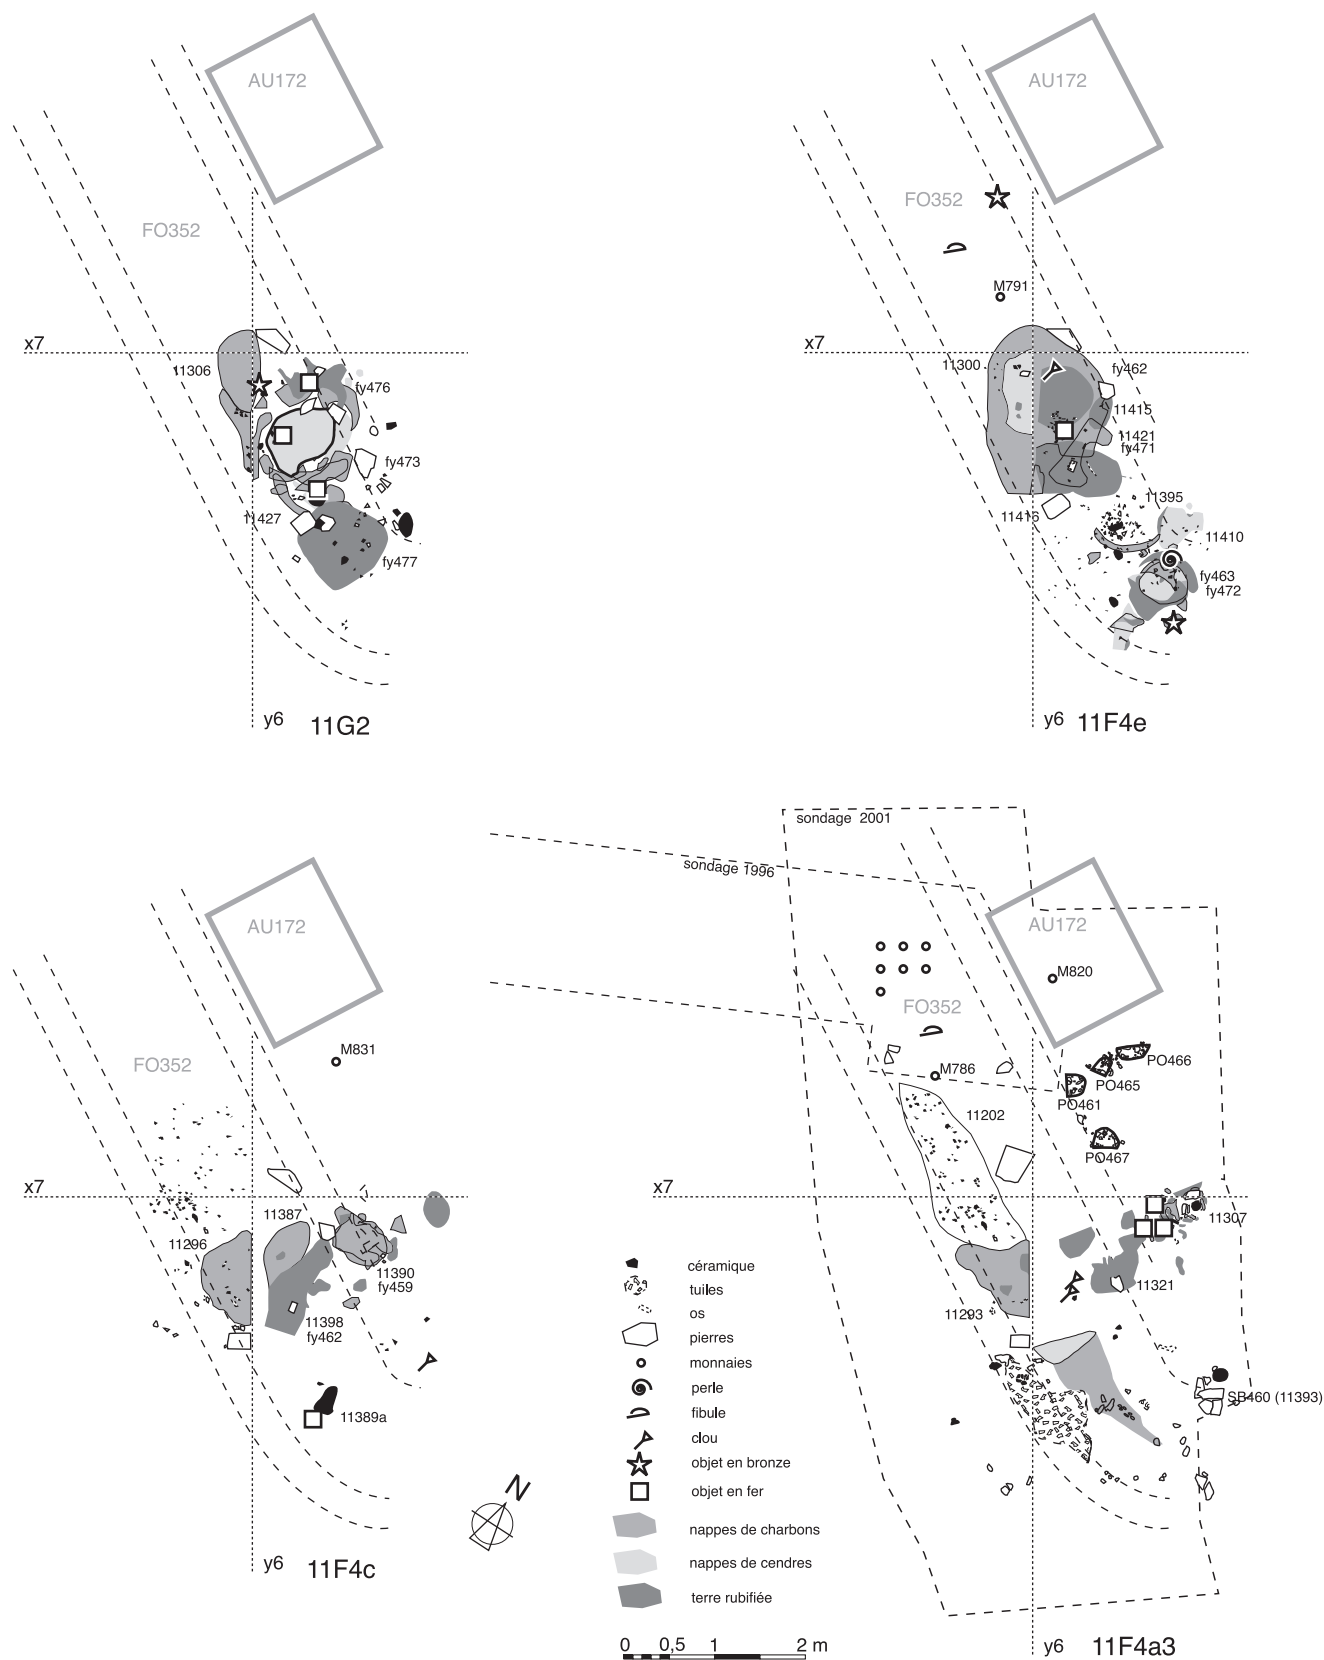 AU172
FO352
x7
11306
fy476
fy473
11427
fy477
y6 11G2
AU172
FO352
M791
x7
11300
fy462
11415
11421
fy471
11395
11416
11410
fy463
fy472
y6 11F4e
AU172
FO352
M831
x7
11387
11296
11390
fy459
11398
fy462
11389a
y6 11F4c
N
sondage 2001
sondage 1996
AU172
M820
FO352
M786
PO466
PO465
PO461
11202
PO467
x7
11307
11321
11293
SB460 (11393)
y6 11F4a3
céramique
tuiles
os
pierres
monnaies
perle
fibule
clou
objet en bronze
objet en fer
nappes de charbons
nappes de cendres
terre rubifiée
0 0,5 1 2 m